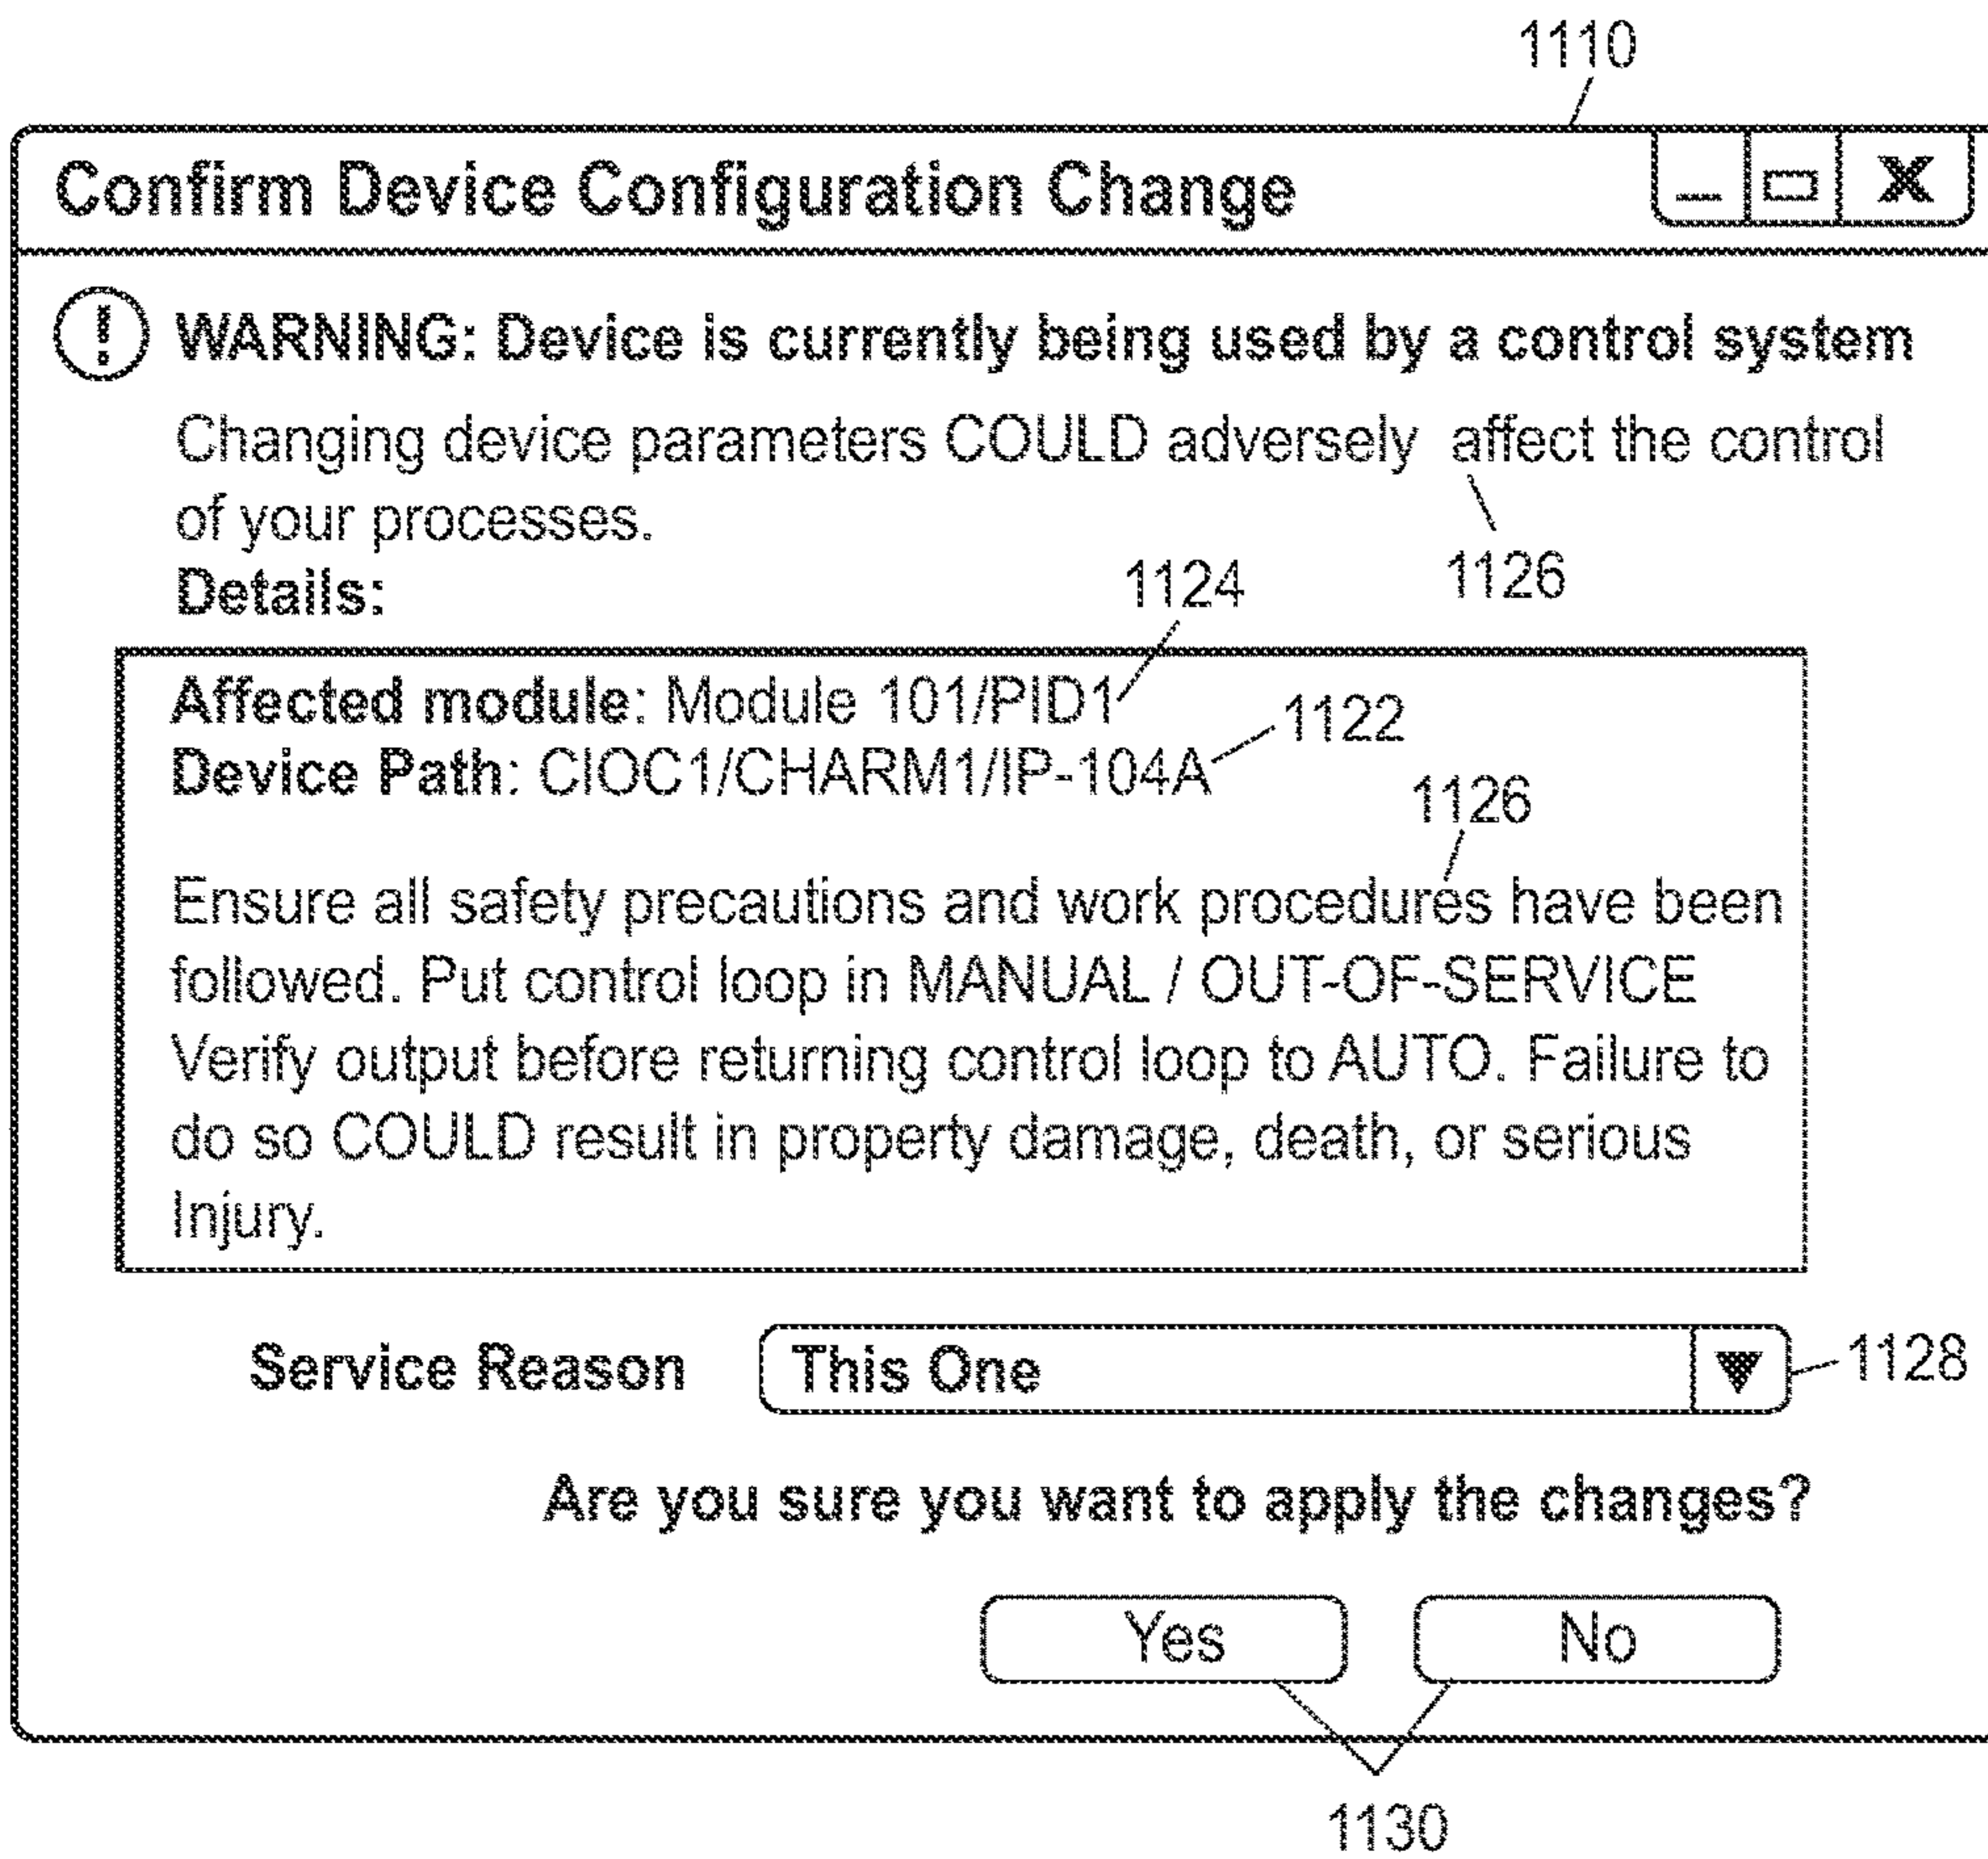 1110
Confirm Device Configuration Change
WARNING: Device is currently being used by a control system
Changing device parameters COULD adversely affect the control
of your processes.
1126
Details:
1124
Affected module: Module 101/PID1
1122
Device Path: CIOC1/CHARM1/IP-104A
1126
Ensure all safety precautions and work procedures have been
followed. Put control loop in MANUAL / OUT-OF-SERVICE
Verify output before returning control loop to AUTO. Failure to
do so COULD result in property damage, death, or serious
Injury.
Service Reason This One 1128
Are you sure you want to apply the changes?
Yes No
1130